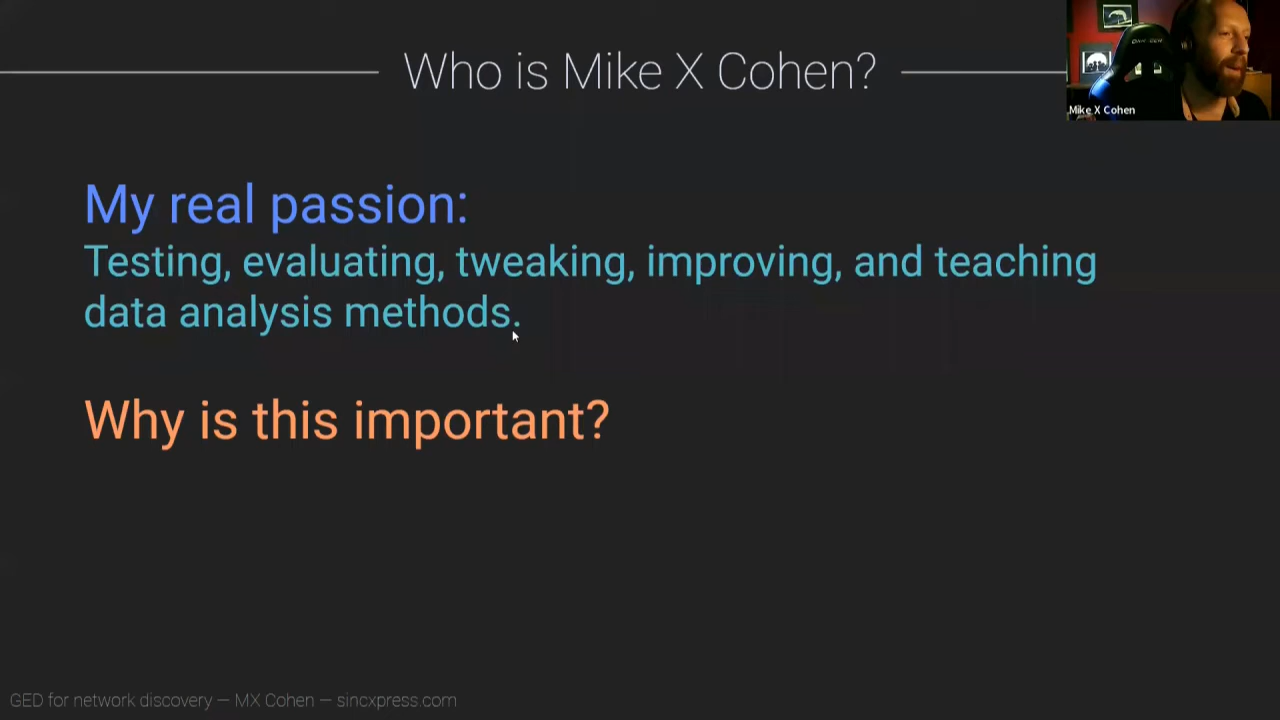 Who is Mike X Cohen?
Mike X Cohen
My real passion:
Testing, evaluating, tweaking, improving, and teaching
data analysis methods.
Why is this important?
GED for network discovery — MX Cohen — sincxpress.com